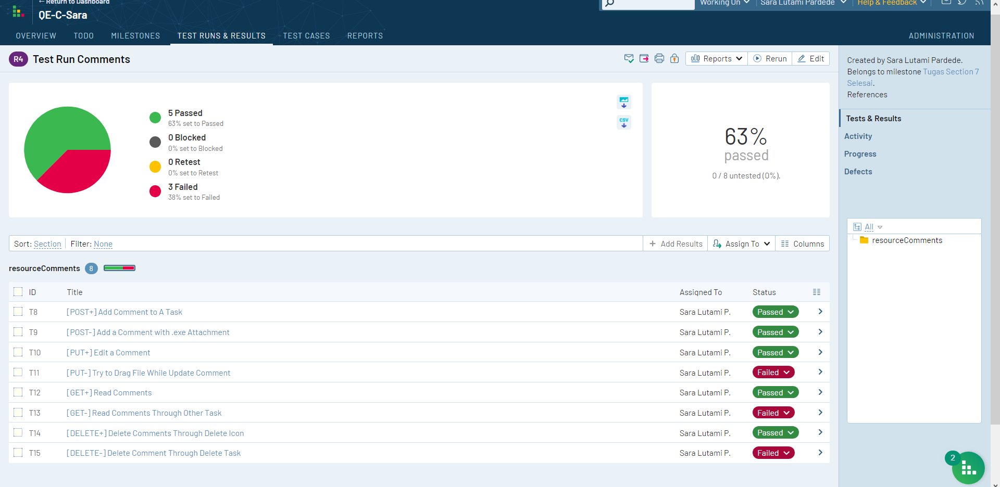 ← Return to Dashboard
QE-C-Sara
Working On
Sara Lutami Pardede
Help & Feedback
OVERVIEW TODO MILESTONES TEST RUNS & RESULTS TEST CASES REPORTS ADMINISTRATION
R4 Test Run Comments
Reports Rerun Edit
5 Passed
63% set to Passed
0 Blocked
0% set to Blocked
0 Retest
0% set to Retest
3 Failed
38% set to Failed
CSV
63%
passed
0 / 8 untested (0%).
Created by Sara Lutami Pardede.
Belongs to milestone Tugas Section 7
Selesai.
References
Tests & Results
Activity
Progress
Defects
All
resourceComments
Sort: Section Filter: None
Add Results Assign To Columns
resourceComments 8
ID Title Assigned To Status
T8 [POST+] Add Comment to A Task Sara Lutami P. Passed
T9 [POST-] Add a Comment with .exe Attachment Sara Lutami P. Passed
T10 [PUT+] Edit a Comment Sara Lutami P. Passed
T11 [PUT-] Try to Drag File While Update Comment Sara Lutami P. Failed
T12 [GET+] Read Comments Sara Lutami P. Passed
T13 [GET-] Read Comments Through Other Task Sara Lutami P. Failed
T14 [DELETE+] Delete Comments Through Delete Icon Sara Lutami P. Passed
T15 [DELETE-] Delete Comment Through Delete Task Sara Lutami P. Failed
2